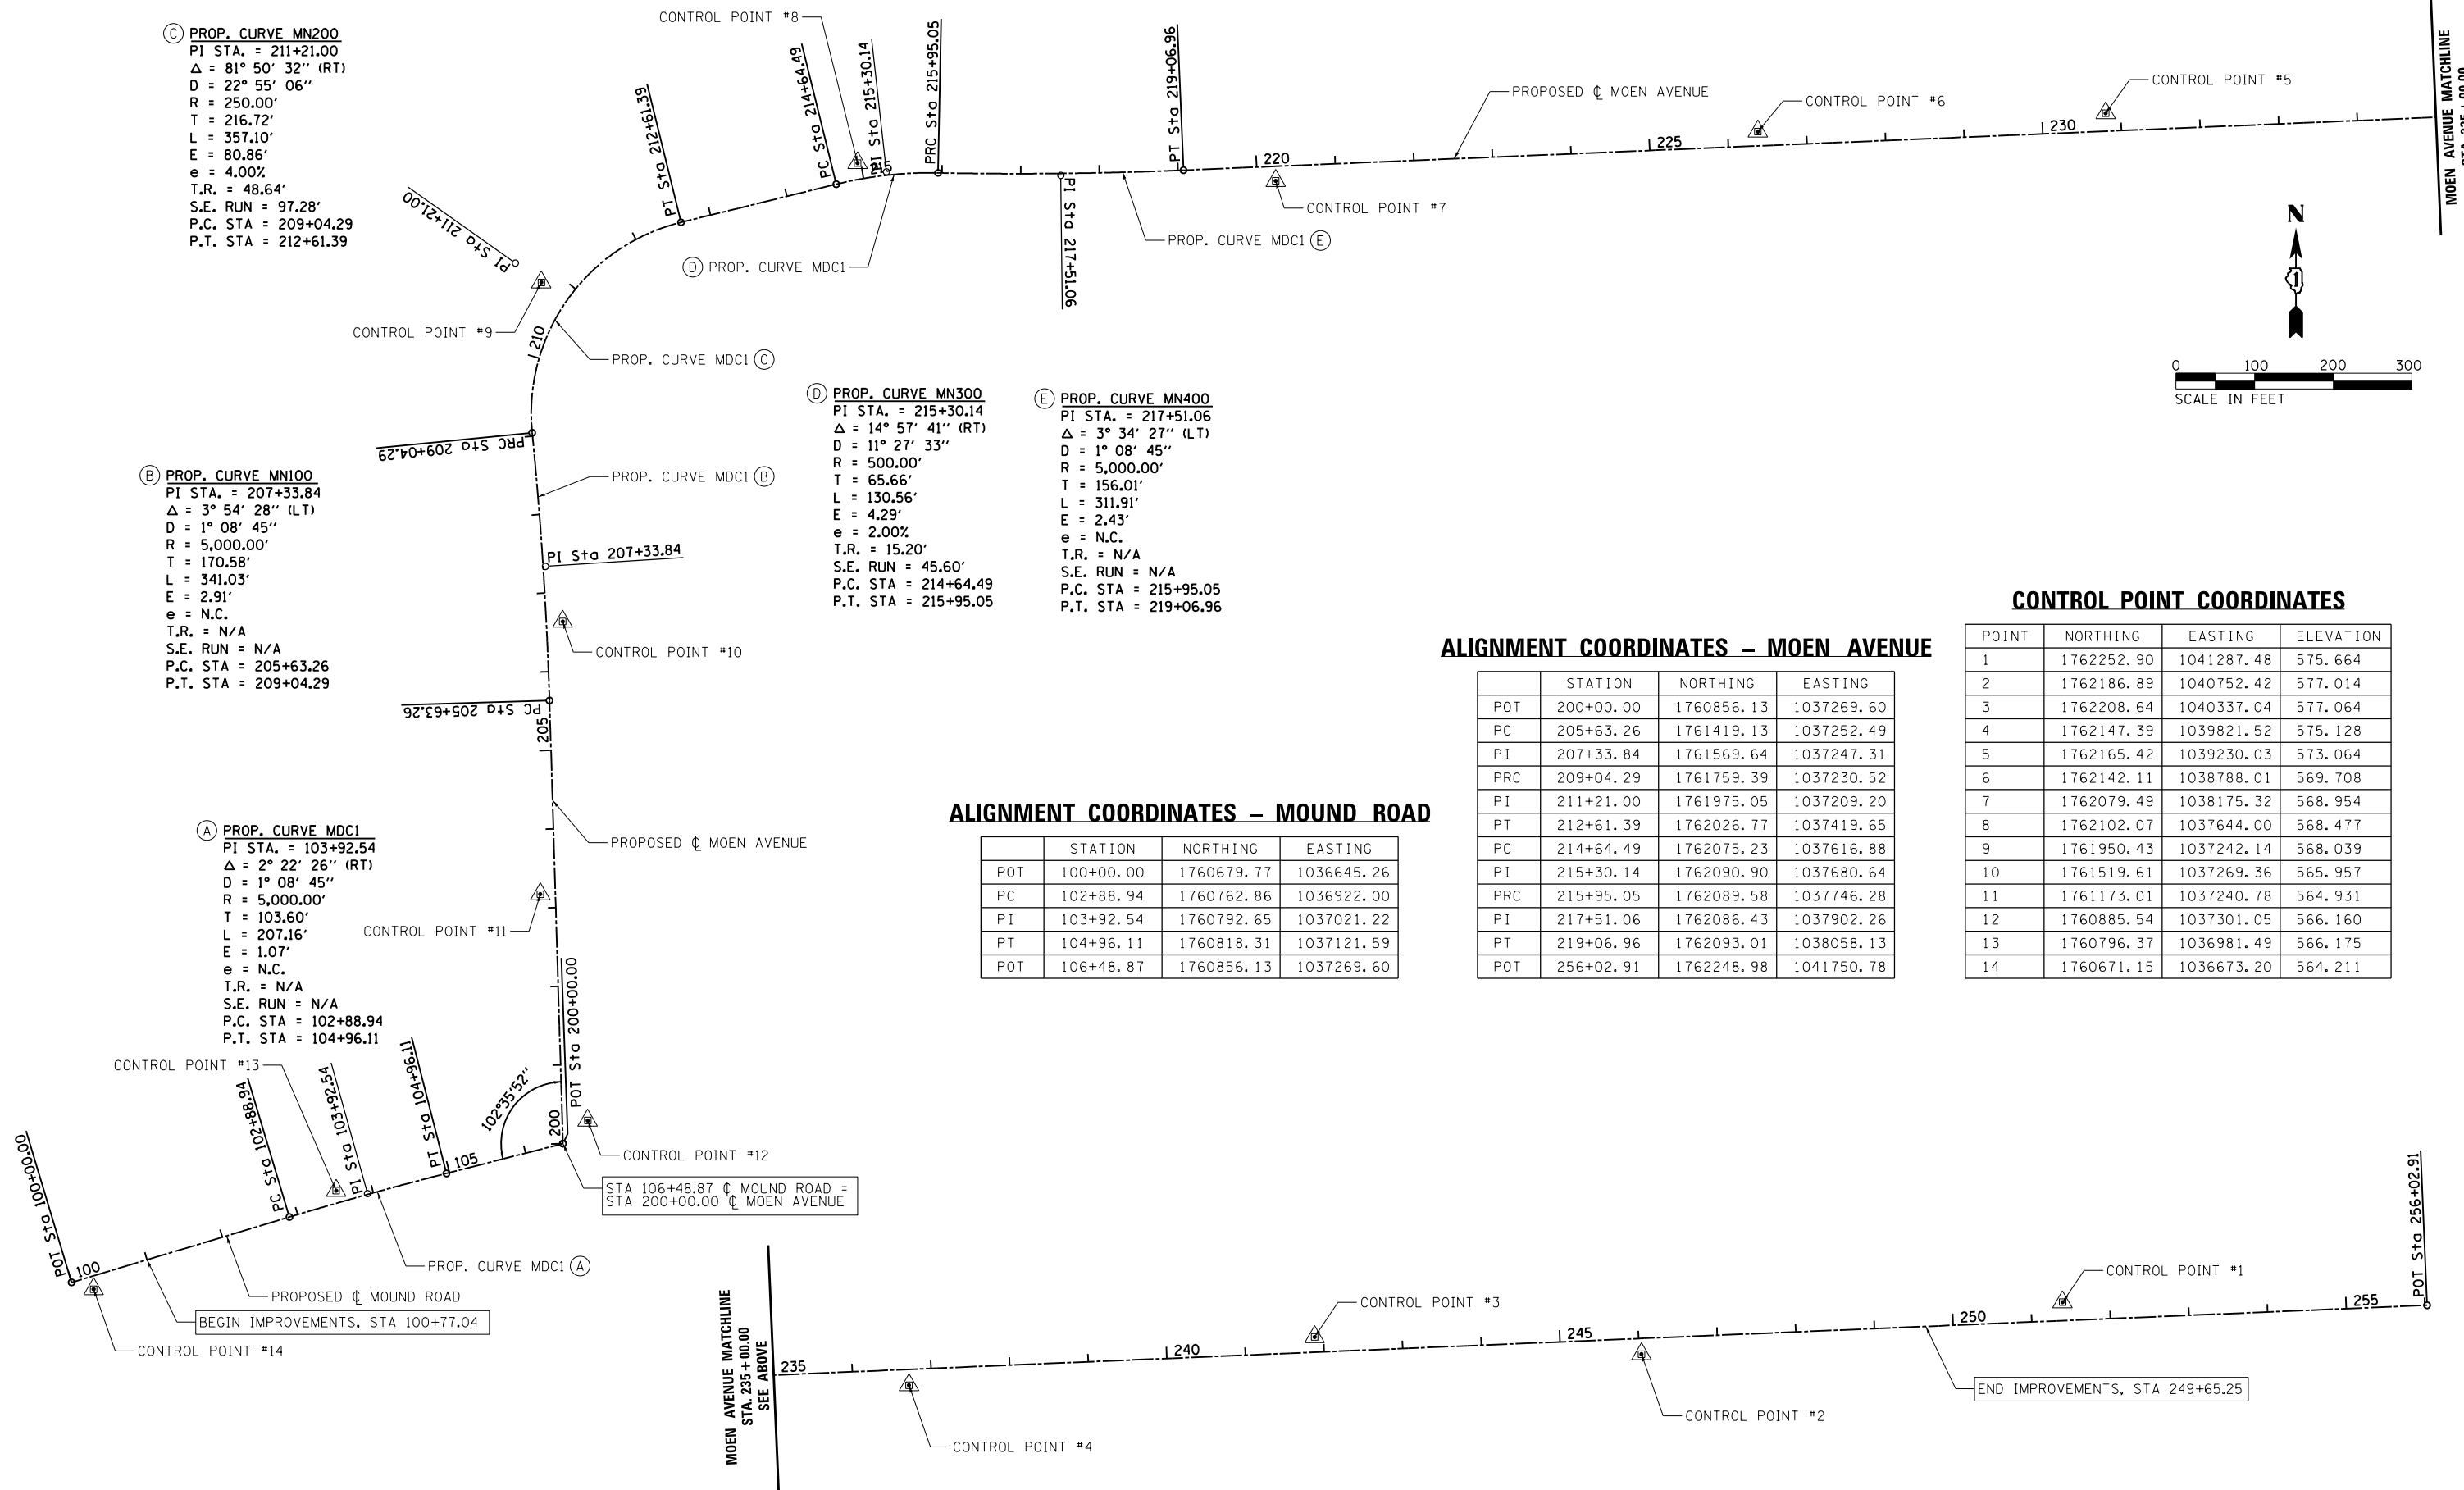 CONTROL POINT #8
Ⓒ PROP. CURVE MN200
PI STA. = 211+21.00
Δ = 81° 50' 32'' (RT)
D = 22° 55' 06''
R = 250.00'
T = 216.72'
L = 357.10'
E = 80.86'
e = 4.00%
T.R. = 48.64'
S.E. RUN = 97.28'
P.C. STA = 209+04.29
P.T. STA = 212+61.39
PI Sta 211+21.00
PT Sta 212+61.39
PC Sta 214+64.49
PI Sta 215+30.14
PRC Sta 215+95.05
PT Sta 219+06.96
215
220
225
230
PROPOSED ℄ MOEN AVENUE
CONTROL POINT #6
CONTROL POINT #5
MOEN AVENUE MATCHLINE
CONTROL POINT #7
PROP. CURVE MDC1 Ⓔ
PI Sta 217+51.06
Ⓓ PROP. CURVE MDC1
CONTROL POINT #9
210
PROP. CURVE MDC1 Ⓒ
N
1
0 100 200 300
SCALE IN FEET
PRC Sta 209+04.29
PROP. CURVE MDC1 Ⓑ
Ⓓ PROP. CURVE MN300
PI STA. = 215+30.14
Δ = 14° 57' 41'' (RT)
D = 11° 27' 33''
R = 500.00'
T = 65.66'
L = 130.56'
E = 4.29'
e = 2.00%
T.R. = 15.20'
S.E. RUN = 45.60'
P.C. STA = 214+64.49
P.T. STA = 215+95.05
Ⓔ PROP. CURVE MN400
PI STA. = 217+51.06
Δ = 3° 34' 27'' (LT)
D = 1° 08' 45''
R = 5,000.00'
T = 156.01'
L = 311.91'
E = 2.43'
e = N.C.
T.R. = N/A
S.E. RUN = N/A
P.C. STA = 215+95.05
P.T. STA = 219+06.96
Ⓑ PROP. CURVE MN100
PI STA. = 207+33.84
Δ = 3° 54' 28'' (LT)
D = 1° 08' 45''
R = 5,000.00'
T = 170.58'
L = 341.03'
E = 2.91'
e = N.C.
T.R. = N/A
S.E. RUN = N/A
P.C. STA = 205+63.26
P.T. STA = 209+04.29
PI Sta 207+33.84
CONTROL POINT #10
PC Sta 205+63.26
205
PROPOSED ℄ MOEN AVENUE
Ⓐ PROP. CURVE MDC1
PI STA. = 103+92.54
Δ = 2° 22' 26'' (RT)
D = 1° 08' 45''
R = 5,000.00'
T = 103.60'
L = 207.16'
E = 1.07'
e = N.C.
T.R. = N/A
S.E. RUN = N/A
P.C. STA = 102+88.94
P.T. STA = 104+96.11
CONTROL POINT #11
ALIGNMENT COORDINATES – MOUND ROAD
STATION NORTHING EASTING
POT 100+00.00 1760679.77 1036645.26
PC 102+88.94 1760762.86 1036922.00
PI 103+92.54 1760792.65 1037021.22
PT 104+96.11 1760818.31 1037121.59
POT 106+48.87 1760856.13 1037269.60
ALIGNMENT COORDINATES – MOEN AVENUE
STATION NORTHING EASTING
POT 200+00.00 1760856.13 1037269.60
PC 205+63.26 1761419.13 1037252.49
PI 207+33.84 1761569.64 1037247.31
PRC 209+04.29 1761759.39 1037230.52
PI 211+21.00 1761975.05 1037209.20
PT 212+61.39 1762026.77 1037419.65
PC 214+64.49 1762075.23 1037616.88
PI 215+30.14 1762090.90 1037680.64
PRC 215+95.05 1762089.58 1037746.28
PI 217+51.06 1762086.43 1037902.26
PT 219+06.96 1762093.01 1038058.13
POT 256+02.91 1762248.98 1041750.78
CONTROL POINT COORDINATES
POINT NORTHING EASTING ELEVATION
1 1762252.90 1041287.48 575.664
2 1762186.89 1040752.42 577.014
3 1762208.64 1040337.04 577.064
4 1762147.39 1039821.52 575.128
5 1762165.42 1039230.03 573.064
6 1762142.11 1038788.01 569.708
7 1762079.49 1038175.32 568.954
8 1762102.07 1037644.00 568.477
9 1761950.43 1037242.14 568.039
10 1761519.61 1037269.36 565.957
11 1761173.01 1037240.78 564.931
12 1760885.54 1037301.05 566.160
13 1760796.37 1036981.49 566.175
14 1760671.15 1036673.20 564.211
CONTROL POINT #13
POT Sta 100+00.00
PC Sta 102+88.94
PI Sta 103+92.54
PT Sta 104+96.11
102°35'52''
200
POT Sta 200+00.00
100
105
CONTROL POINT #12
STA 106+48.87 ℄ MOUND ROAD =
STA 200+00.00 ℄ MOEN AVENUE
PROP. CURVE MDC1 Ⓐ
PROPOSED ℄ MOUND ROAD
BEGIN IMPROVEMENTS, STA 100+77.04
CONTROL POINT #14
MOEN AVENUE MATCHLINE
STA. 235+00.00
SEE ABOVE
235
240
245
250
255
CONTROL POINT #3
CONTROL POINT #1
POT Sta 256+02.91
END IMPROVEMENTS, STA 249+65.25
CONTROL POINT #2
CONTROL POINT #4